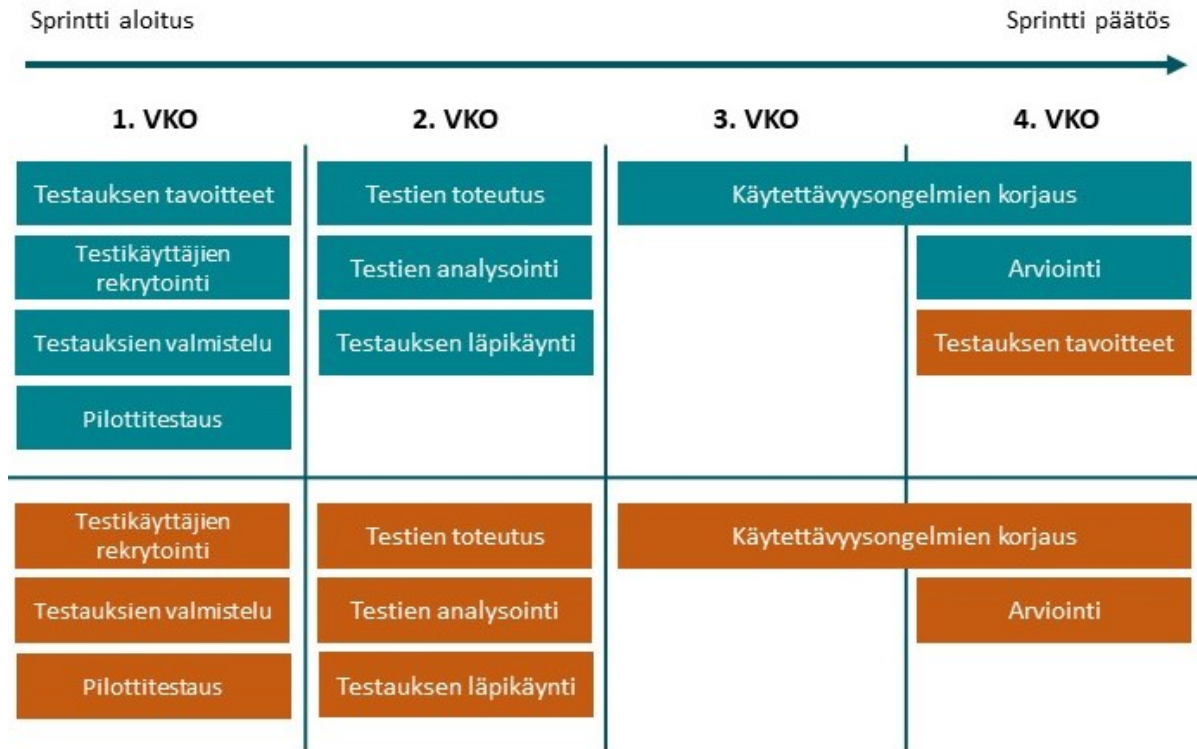 Sprintti aloitus
Sprintti päätös
1. VKO
2. VKO
3. VKO
4. VKO
Testauksen tavoitteet
Testien toteutus
Käytettävyysongelmien korjaus
Testikäyttäjien
rekrytointi
Testien analysointi
Arviointi
Testauksien valmistelu
Testauksen läpikäynti
Testauksen tavoitteet
Pilottitestaus
Testikäyttäjien
rekrytointi
Testien toteutus
Käytettävyysongelmien korjaus
Testauksien valmistelu
Testien analysointi
Arviointi
Pilottitestaus
Testauksen läpikäynti